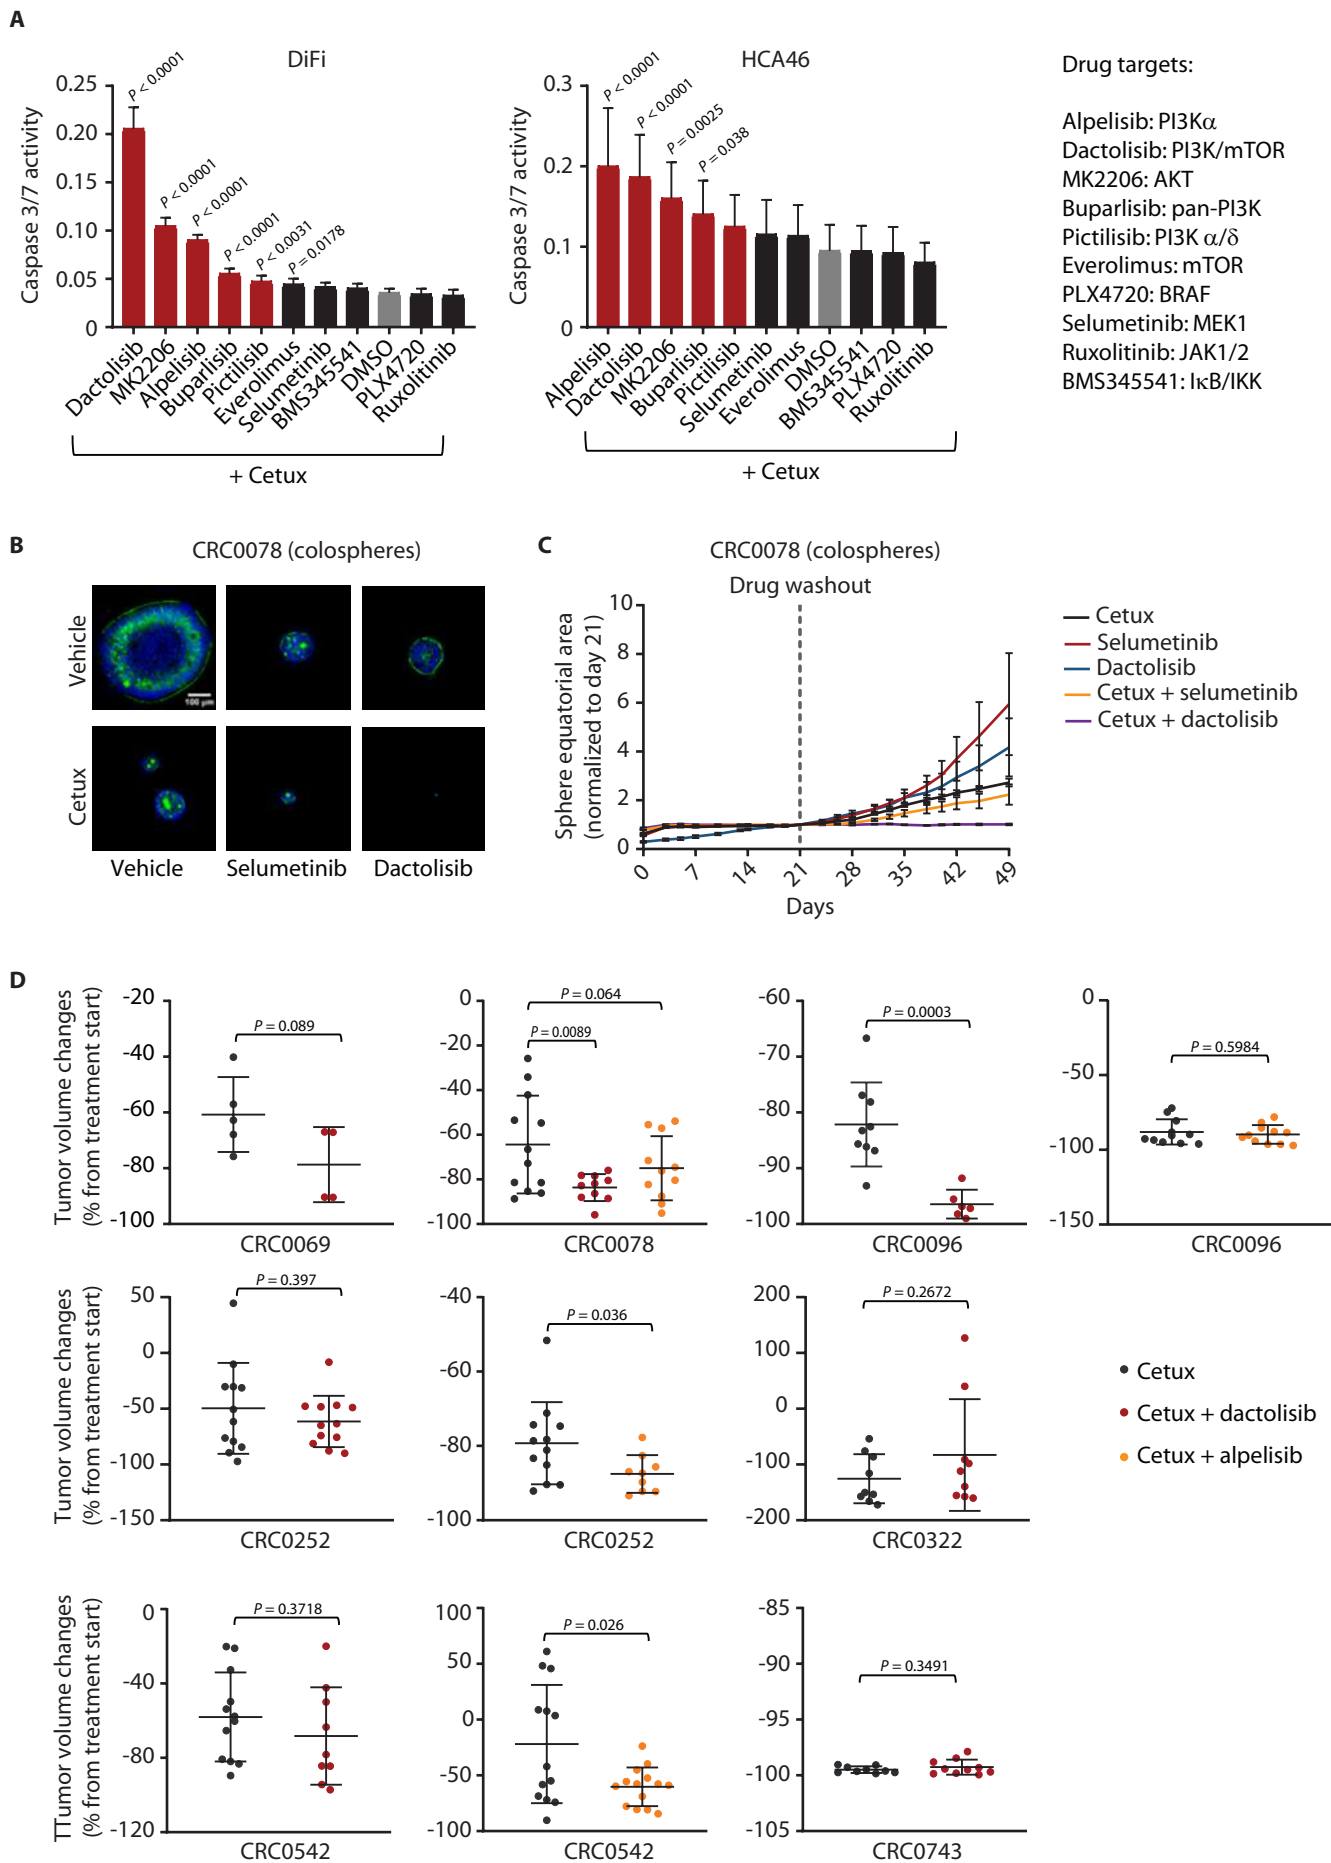 A
DiFi
Caspase 3/7 activity
0.25
0.20
0.15
0.10
0.05
0
P < 0.0001
P < 0.0001
P < 0.0001
P < 0.0001
P < 0.0031
P = 0.0178
Dactolisib
MK2206
Alpelisib
Buparlisib
Pictilisib
Everolimus
Selumetinib
BMS345541
DMSO
PLX4720
Ruxolitinib
+ Cetux
HCA46
Caspase 3/7 activity
0.3
0.2
0.1
0
P < 0.0001
P < 0.0001
P = 0.0025
P = 0.038
Alpelisib
Dactolisib
MK2206
Buparlisib
Pictilisib
Selumetinib
Everolimus
DMSO
BMS345541
PLX4720
Ruxolitinib
+ Cetux
Drug targets:
Alpelisib: PI3Kα
Dactolisib: PI3K/mTOR
MK2206: AKT
Buparlisib: pan-PI3K
Pictilisib: PI3K α/δ
Everolimus: mTOR
PLX4720: BRAF
Selumetinib: MEK1
Ruxolitinib: JAK1/2
BMS345541: IκB/IKK
B
CRC0078 (colospheres)
Vehicle
100 µm
Cetux
Vehicle Selumetinib Dactolisib
C
CRC0078 (colospheres)
Drug washout
Sphere equatorial area
(normalized to day 21)
10
8
6
4
2
0
0 7 14 21 28 35 42 49
Days
Cetux
Selumetinib
Dactolisib
Cetux + selumetinib
Cetux + dactolisib
D
Tumor volume changes
(% from treatment start)
-20
-40
-60
-80
-100
P = 0.089
CRC0069
0
-20
-40
-60
-80
-100
P = 0.064
P = 0.0089
CRC0078
-60
-70
-80
-90
-100
P = 0.0003
CRC0096
0
-50
-100
-150
P = 0.5984
CRC0096
Tumor volume changes
(% from treatment start)
50
0
-50
-100
-150
P = 0.397
CRC0252
-40
-60
-80
-100
P = 0.036
CRC0252
200
100
0
-100
-200
P = 0.2672
CRC0322
Cetux
Cetux + dactolisib
Cetux + alpelisib
TTumor volume changes
(% from treatment start)
0
-40
-80
-120
P = 0.3718
CRC0542
100
50
0
-50
-100
P = 0.026
CRC0542
-85
-90
-95
-100
-105
P = 0.3491
CRC0743